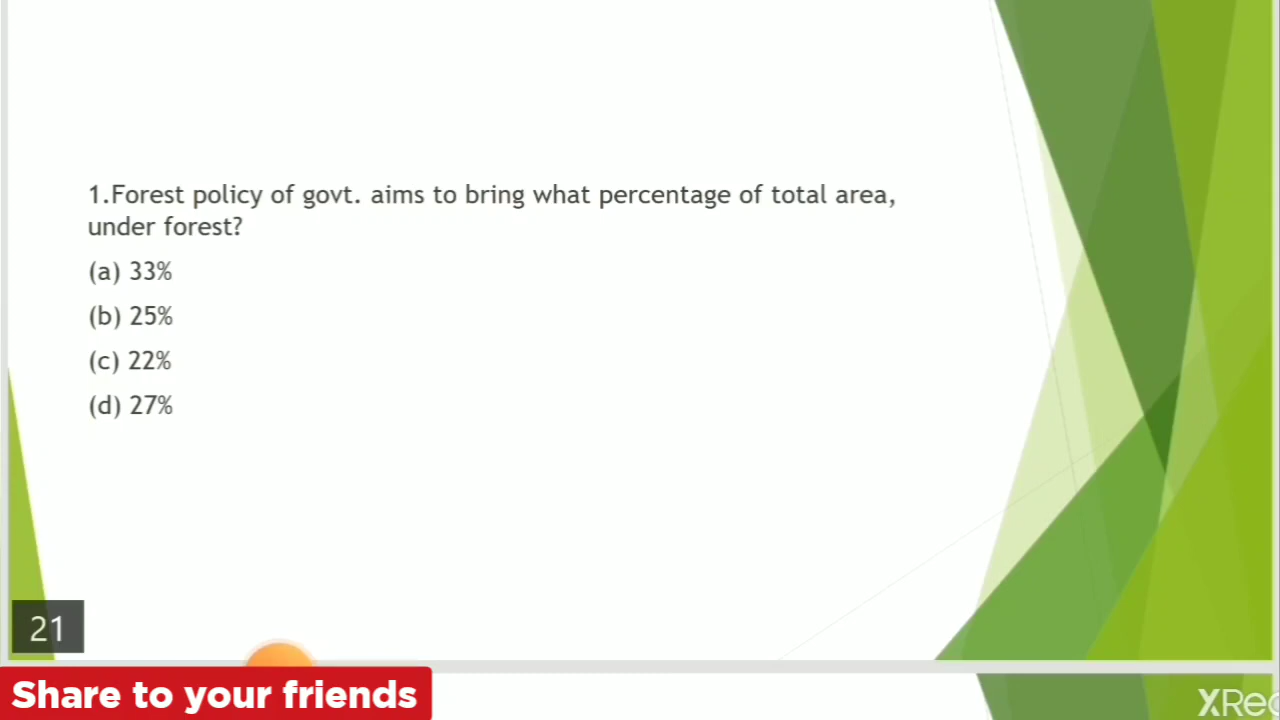 1.Forest policy of govt. aims to bring what percentage of total area,
under forest?
(a) 33%
(b) 25%
(c) 22%
(d) 27%
21
Share to your friends
XRec